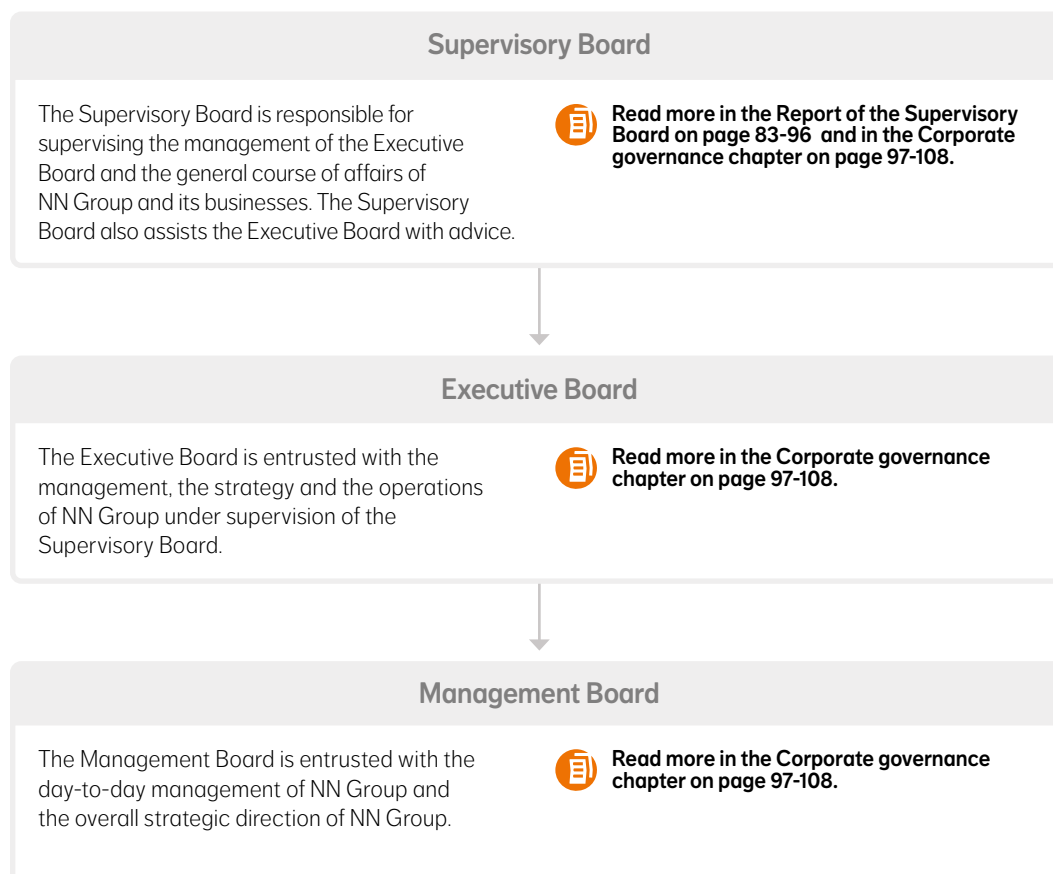 Supervisory Board
The Supervisory Board is responsible for
supervising the management of the Executive
Board and the general course of affairs of
NN Group and its businesses. The Supervisory
Board also assists the Executive Board with advice.
Read more in the Report of the Supervisory
Board on page 83-96 and in the Corporate
governance chapter on page 97-108.
Executive Board
The Executive Board is entrusted with the
management, the strategy and the operations
of NN Group under supervision of the
Supervisory Board.
Read more in the Corporate governance
chapter on page 97-108.
Management Board
The Management Board is entrusted with the
day-to-day management of NN Group and
the overall strategic direction of NN Group.
Read more in the Corporate governance
chapter on page 97-108.